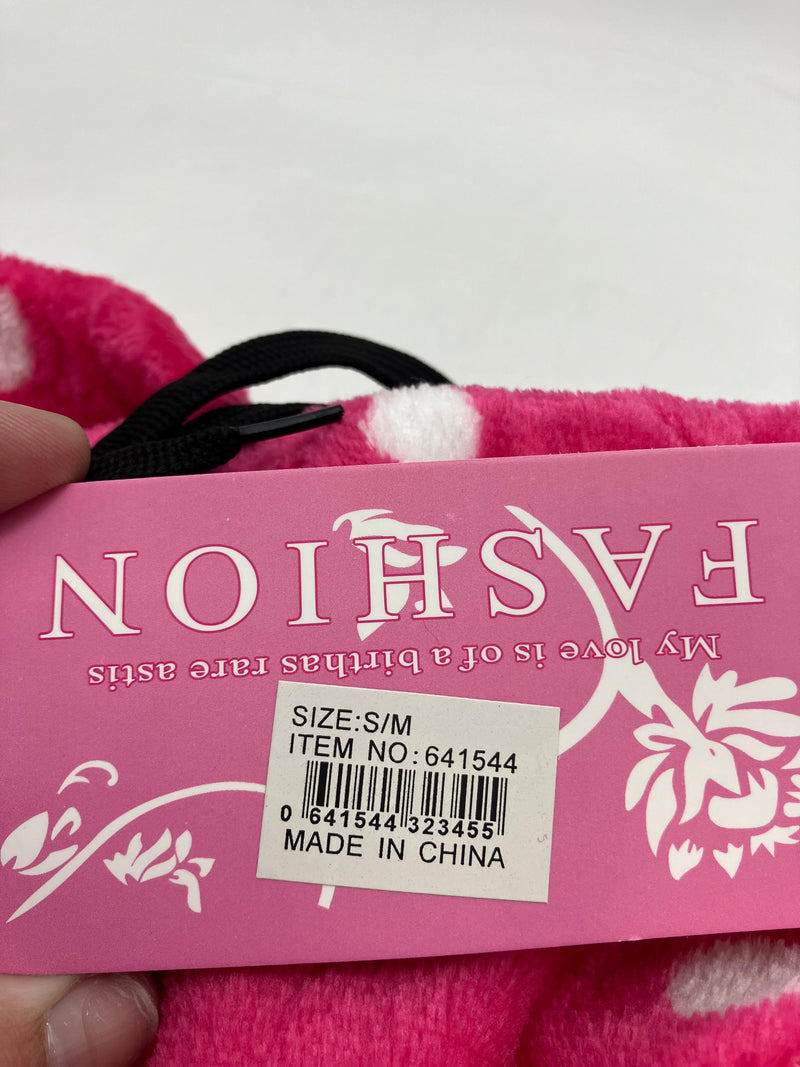 FASHION
My love is of a birthas rare astis
SIZE:S/M
ITEM NO:641544
0 641544 323455
MADE IN CHINA